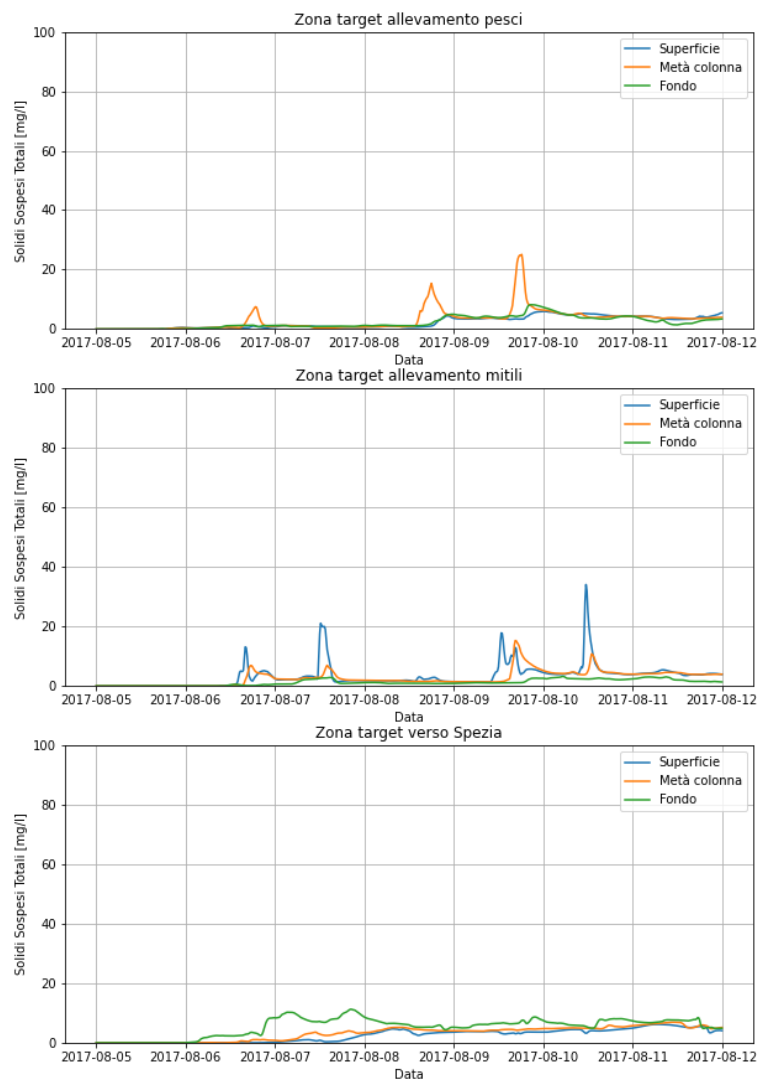 Zona target allevamento pesci
100
80
60
40
20
0
Solidi Sospesi Totali [mg/l]
Superficie
Metà colonna
Fondo
2017-08-05 2017-08-06 2017-08-07 2017-08-08 2017-08-09 2017-08-10 2017-08-11 2017-08-12
Data
Zona target allevamento mitili
100
80
60
40
20
0
Solidi Sospesi Totali [mg/l]
Superficie
Metà colonna
Fondo
2017-08-05 2017-08-06 2017-08-07 2017-08-08 2017-08-09 2017-08-10 2017-08-11 2017-08-12
Data
Zona target verso Spezia
100
80
60
40
20
0
Solidi Sospesi Totali [mg/l]
Superficie
Metà colonna
Fondo
2017-08-05 2017-08-06 2017-08-07 2017-08-08 2017-08-09 2017-08-10 2017-08-11 2017-08-12
Data